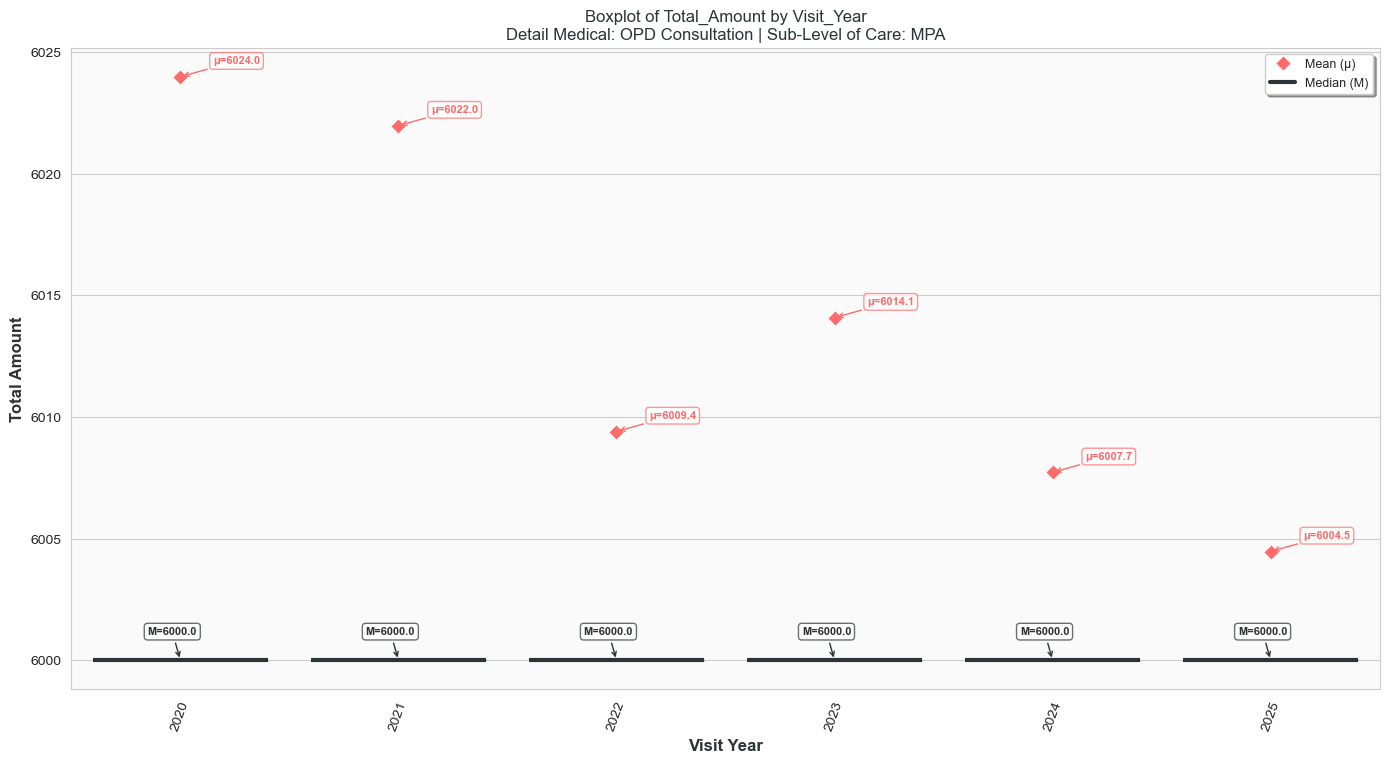 Boxplot of Total_Amount by Visit_Year
Detail Medical: OPD Consultation | Sub-Level of Care: MPA
Mean (μ)
Median (M)
Total Amount
6025
6020
6015
6010
6005
6000
μ=6024.0
μ=6022.0
μ=6009.4
μ=6014.1
μ=6007.7
μ=6004.5
M=6000.0
M=6000.0
M=6000.0
M=6000.0
M=6000.0
M=6000.0
2020
2021
2022
2023
2024
2025
Visit Year